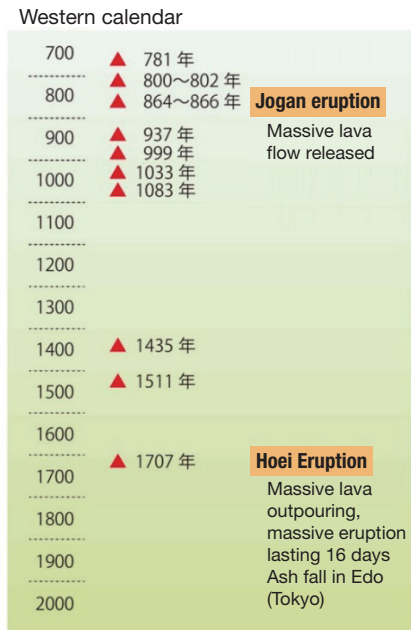 Western calendar
700
▲ 781 年
▲ 800〜802 年
800
▲ 864〜866 年 Jogan eruption
Massive lava
flow released
900
▲ 937 年
▲ 999 年
1000
▲ 1033 年
▲ 1083 年
1100
1200
1300
1400
▲ 1435 年
1500
▲ 1511 年
1600
1700
▲ 1707 年 Hoei Eruption
Massive lava
outpouring,
massive eruption
lasting 16 days
Ash fall in Edo
(Tokyo)
1800
1900
2000